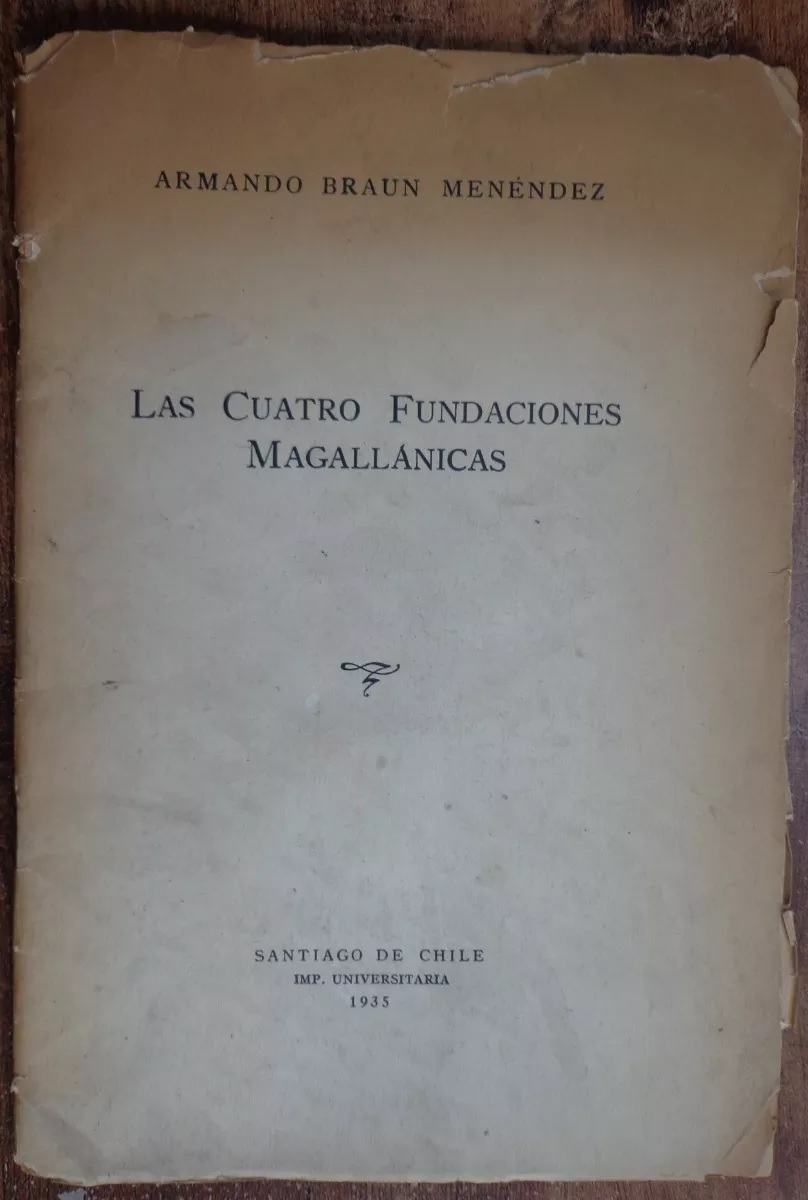 ARMANDO BRAUN MENÉNDEZ
LAS CUATRO FUNDACIONES
MAGALLÁNICAS
SANTIAGO DE CHILE
IMP. UNIVERSITARIA
1935